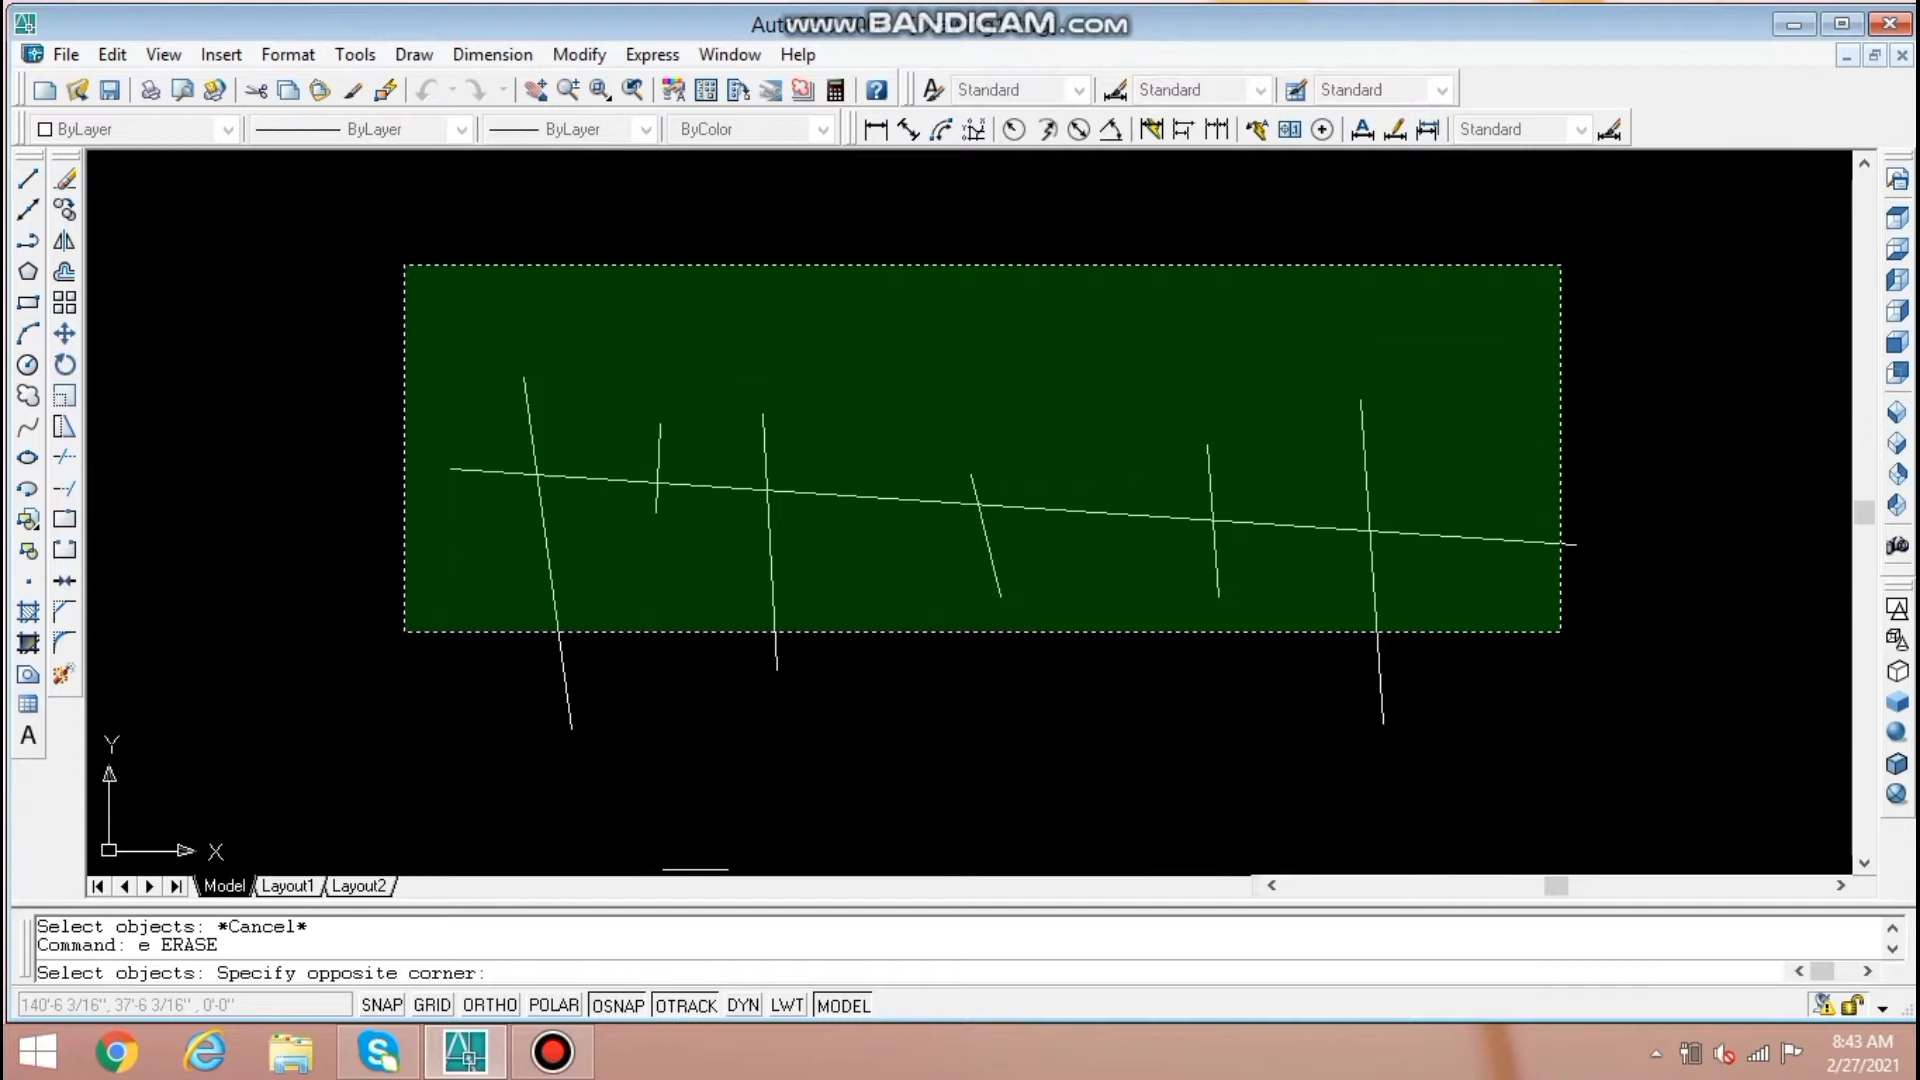 www.BANDICAM.com
File Edit View Insert Format Tools Draw Dimension Modify Express Window Help
Standard Standard Standard
ByLayer ByLayer ByLayer ByColor Standard
A
Y
X
Model Layout1 Layout2
Select objects: *Cancel*
Command: e ERASE
Select objects: Specify opposite corner:
140'-6 3/16", 37'-6 3/16", 0'-0" SNAP GRID ORTHO POLAR OSNAP OTRACK DYN LWT MODEL
8:43 AM
2/27/2021